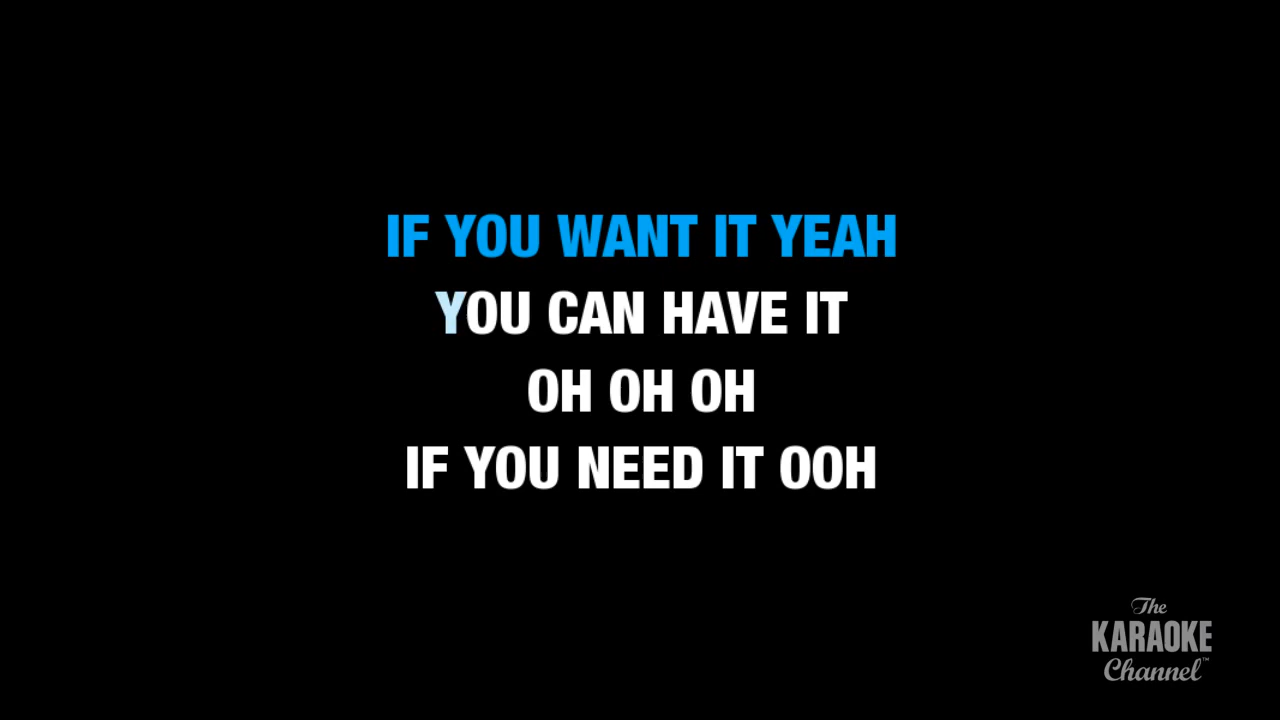 IF YOU WANT IT YEAH
YOU CAN HAVE IT
OH OH OH
IF YOU NEED IT OOH
The
KARAOKE
Channel™